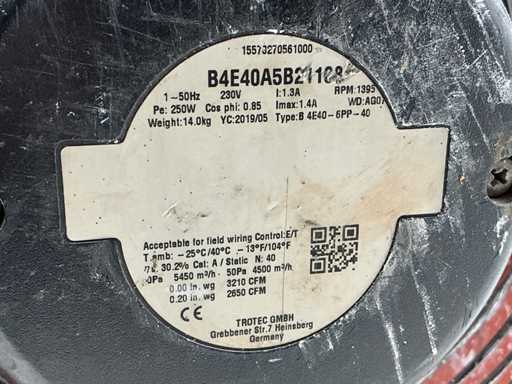 15573270561000
B4E40A5B21108
1~50Hz 230V I:1.3A RPM:1395
Pe: 250W Cos phi: 0.85 Imax:1.4A WD:AG07
Weight:14.0kg YC:2019/05 Type:B 4E40-6PP-40
Acceptable for field wiring Control:E/T
-25°C/40°C -13°F/104°F
30.2% Cat: A / Static N: 40
0Pa 5450 m³/h 50Pa 4500 m³/h
0.00 in. wg 3210 CFM
0.20 in. wg 2650 CFM
CE
TROTEC GMBH
Grebbener Str.7 Heinsberg
Germany